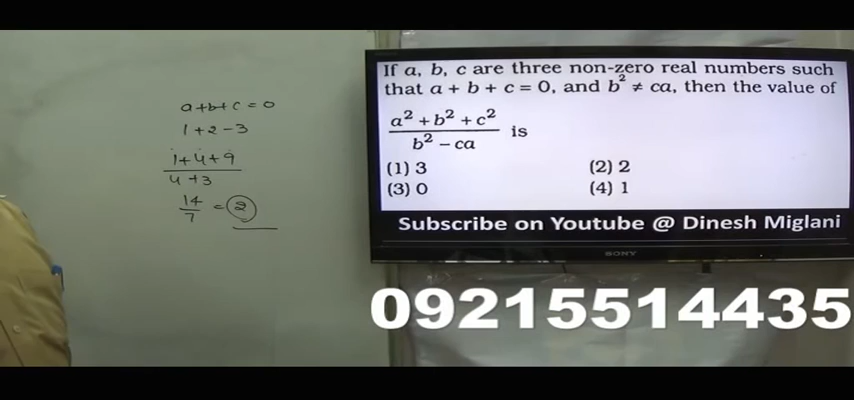 a+b+c=0
1+2-3
1+4+9
4+3
14
7
=2
If a, b, c are three non-zero real numbers such
that a + b + c = 0, and b² ≠ ca, then the value of
a² + b² + c²
b² – ca
is
(1) 3
(2) 2
(3) 0
(4) 1
Subscribe on Youtube @ Dinesh Miglani
SONY
09215514435